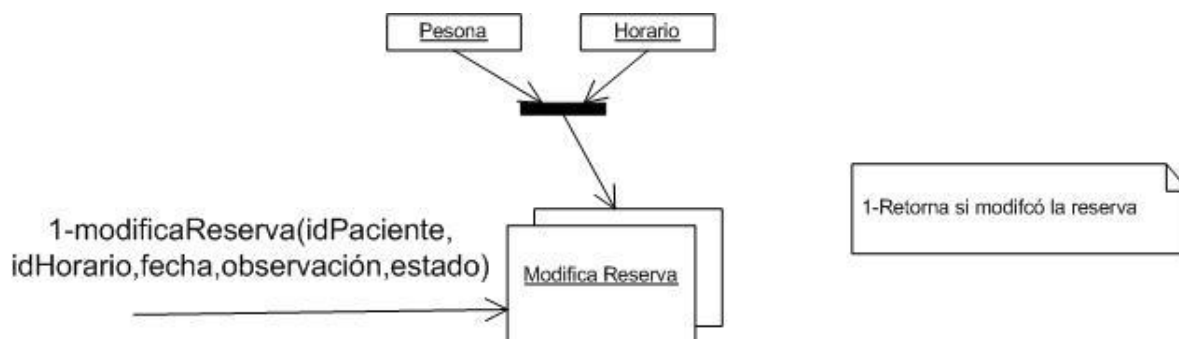 Pesona
Horario
1-modificaReserva(idPaciente,
idHorario,fecha,observación,estado)
Modifica Reserva
1-Retorna si modifcó la reserva